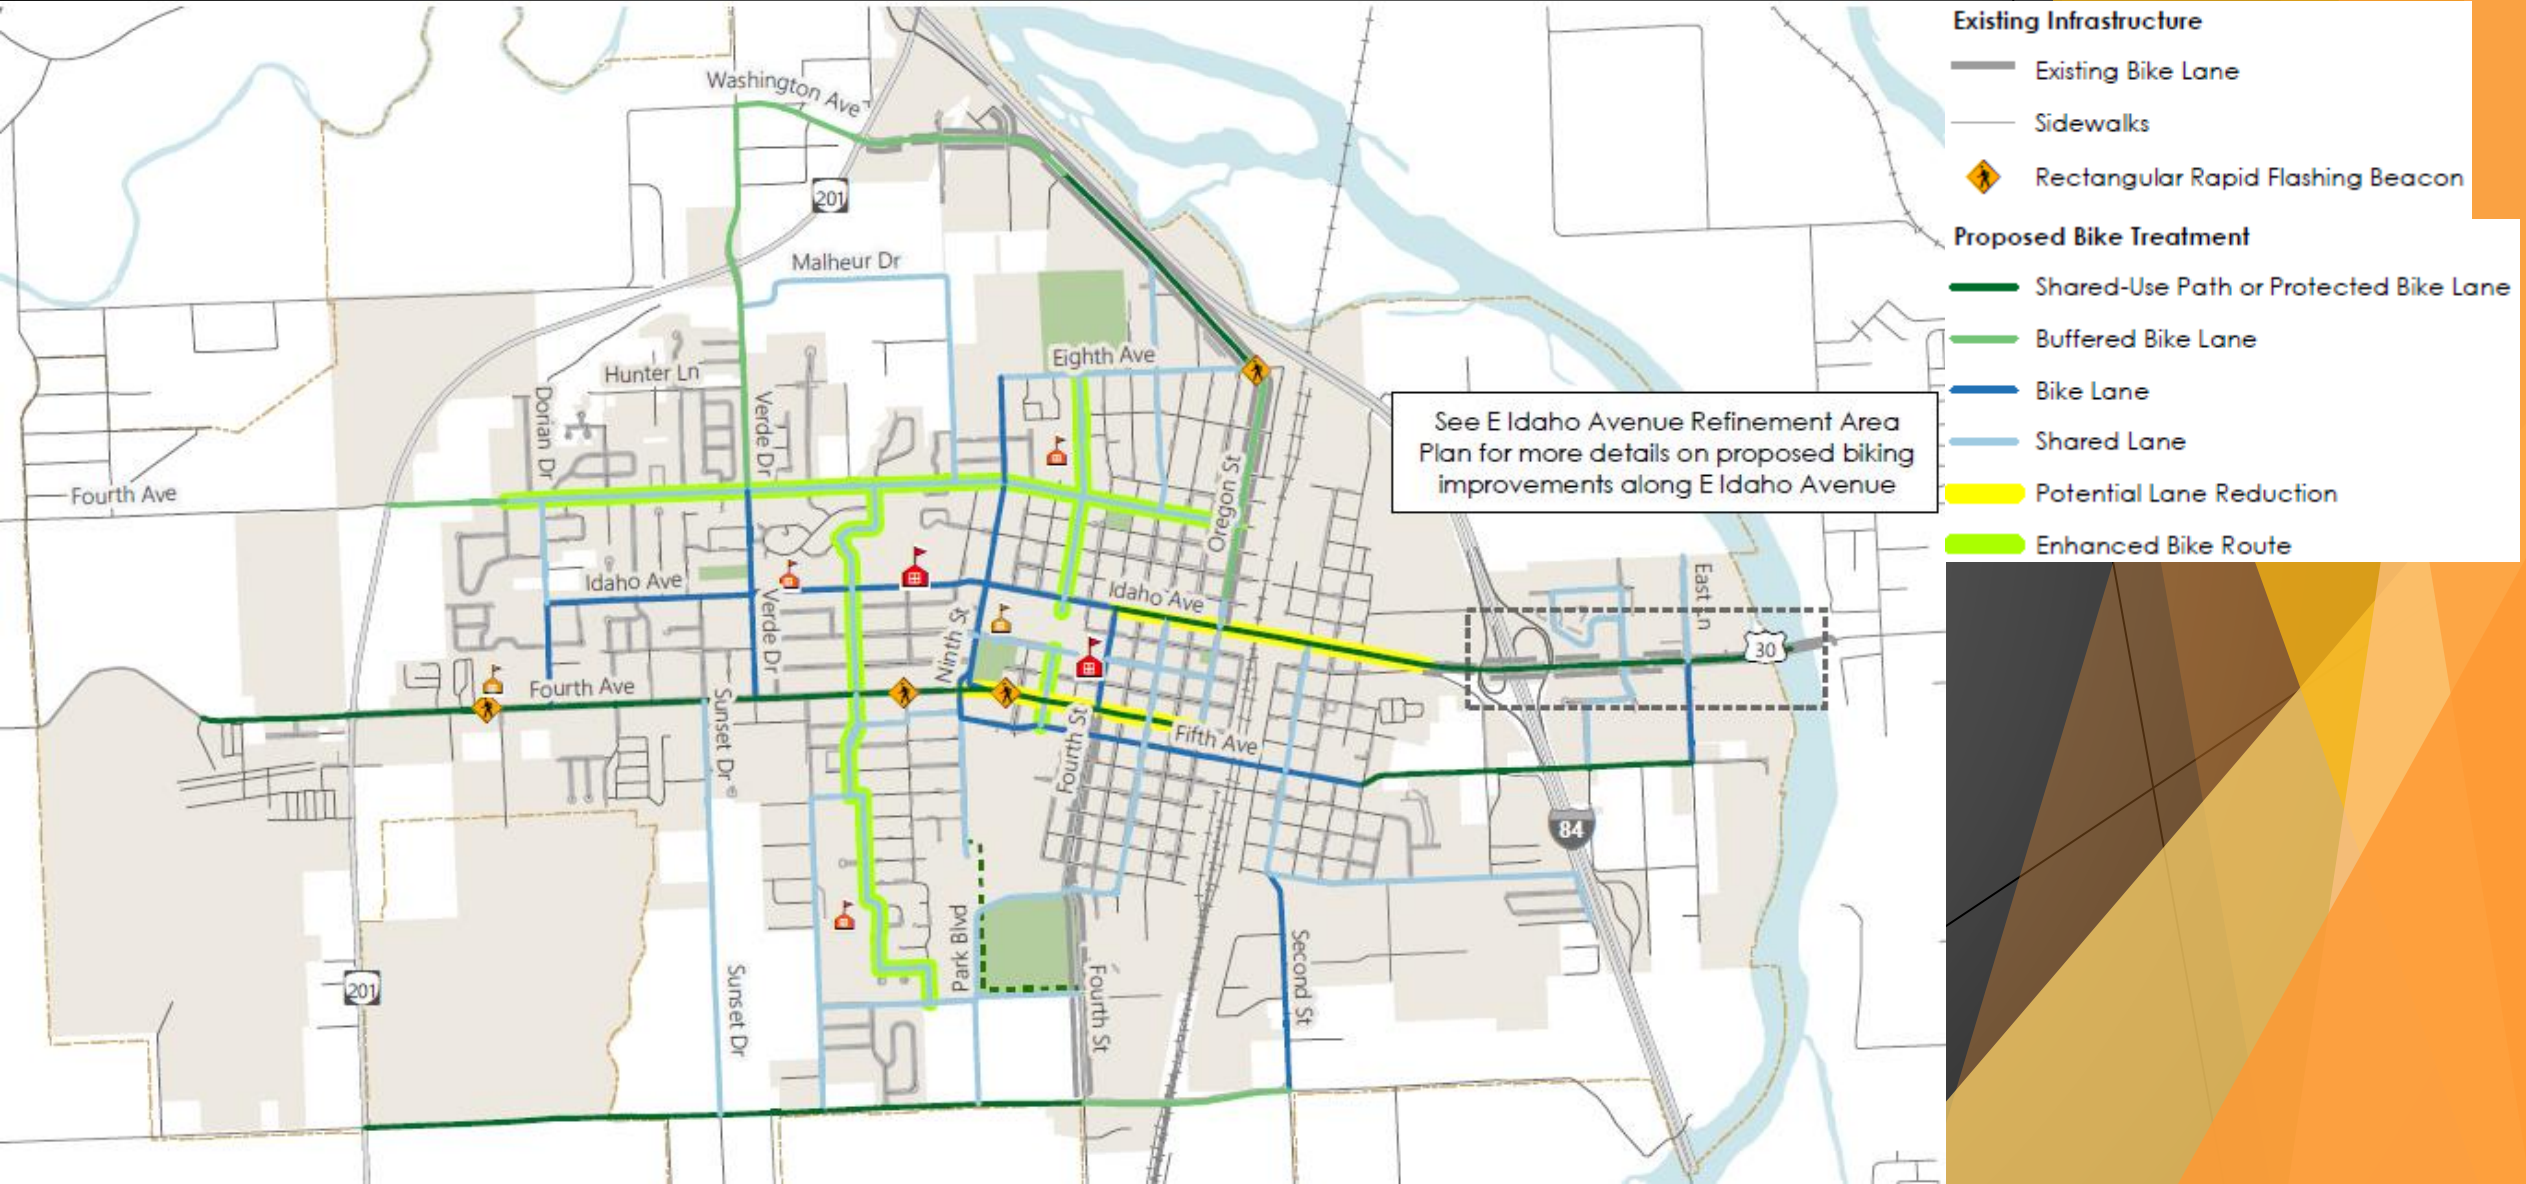 Existing Infrastructure
Existing Bike Lane
Sidewalks
Rectangular Rapid Flashing Beacon
Proposed Bike Treatment
Shared-Use Path or Protected Bike Lane
Buffered Bike Lane
Bike Lane
Shared Lane
Potential Lane Reduction
Enhanced Bike Route
Washington Ave
201
Malheur Dr
Eighth Ave
Hunter Ln
Dorian Dr
Verde Dr
See E Idaho Avenue Refinement Area
Plan for more details on proposed biking
improvements along E Idaho Avenue
Fourth Ave
Oregon St
Idaho Ave
Idaho Ave
East Ln
Verde Dr
Ninth St
30
Fourth Ave
Sunset Dr
Fourth St
Fifth Ave
84
Park Blvd
201
Sunset Dr
Fourth St
Second St